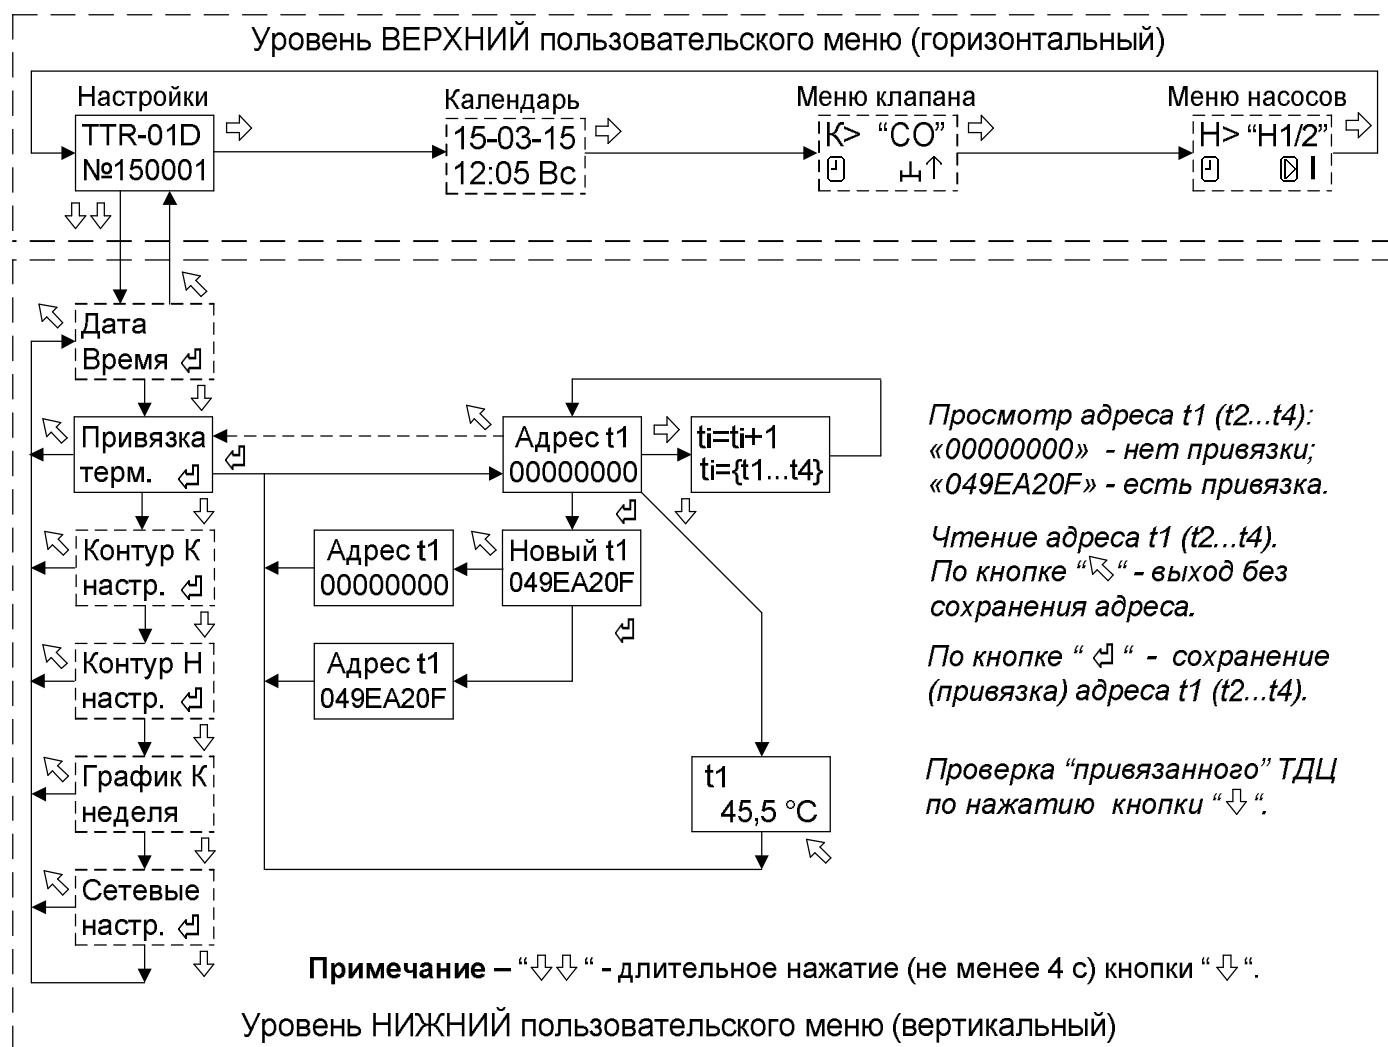 Уровень ВЕРХНИЙ пользовательского меню (горизонтальный)
Настройки
TTR-01D
№150001
Календарь
15-03-15
12:05 Вс
Меню клапана
К> “СО”
Меню насосов
Н> “Н1/2”
Дата
Время
Привязка
терм.
Контур К
настр.
Контур Н
настр.
График К
неделя
Сетевые
настр.
Адрес t1
00000000
ti=ti+1
ti={t1...t4}
Адрес t1
00000000
Новый t1
049EA20F
Адрес t1
049EA20F
t1
45,5 °C
Просмотр адреса t1 (t2...t4):
«00000000» - нет привязки;
«049EA20F» - есть привязка.
Чтение адреса t1 (t2...t4).
По кнопке “⇖“ - выход без
сохранения адреса.
По кнопке “ ⏎ “ - сохранение
(привязка) адреса t1 (t2...t4).
Проверка “привязанного” ТДЦ
по нажатию кнопки “⇩“.
Примечание – “⇩⇩“ - длительное нажатие (не менее 4 с) кнопки “⇩“.
Уровень НИЖНИЙ пользовательского меню (вертикальный)